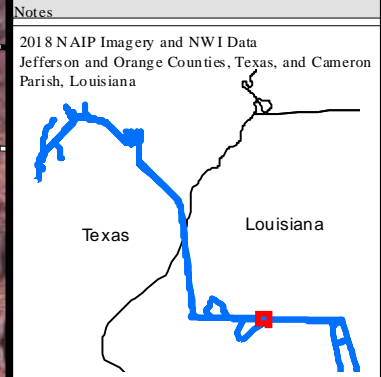 Notes
2018 NAIP Imagery and NWI Data
Jefferson and Orange Counties, Texas, and Cameron
Parish, Louisiana
Texas
Louisiana